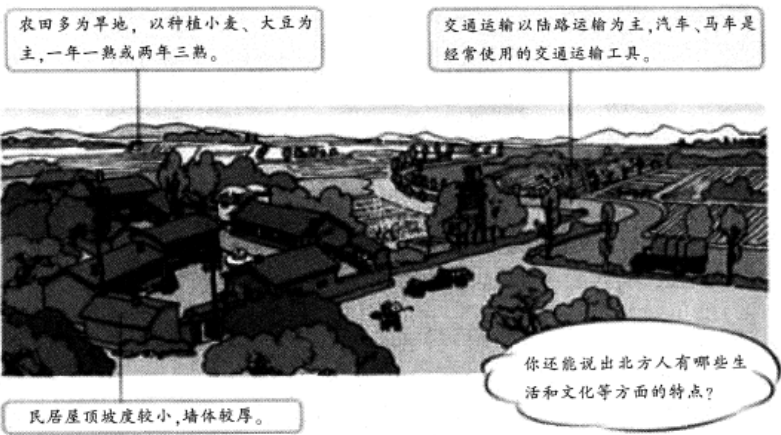 农田多为旱地，以种植小麦、大豆为
主,一年一熟或两年三熟。
交通运输以陆路运输为主,汽车、马车是
经常使用的交通运输工具。
你还能说出北方人有哪些生
活和文化等方面的特点?
民居屋顶坡度较小,墙体较厚。